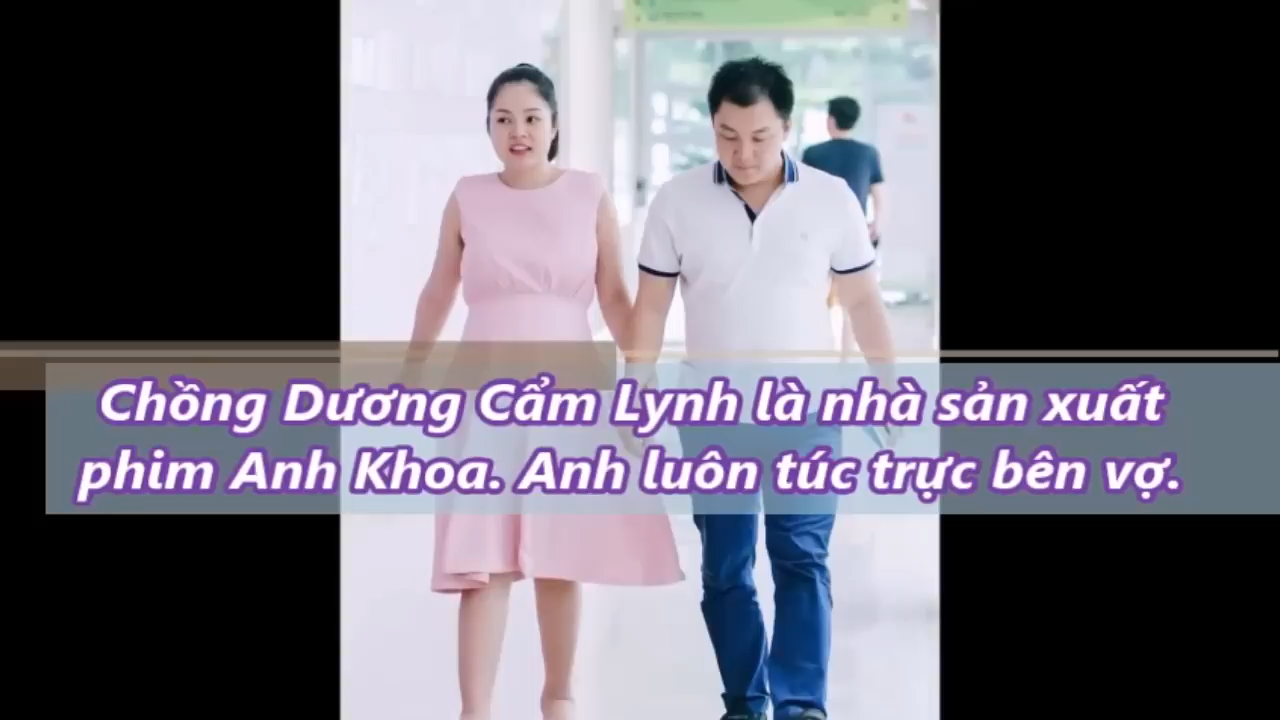 Chồng Dương Cẩm Lynh là nhà sản xuất
phim Anh Khoa. Anh luôn túc trực bên vợ.